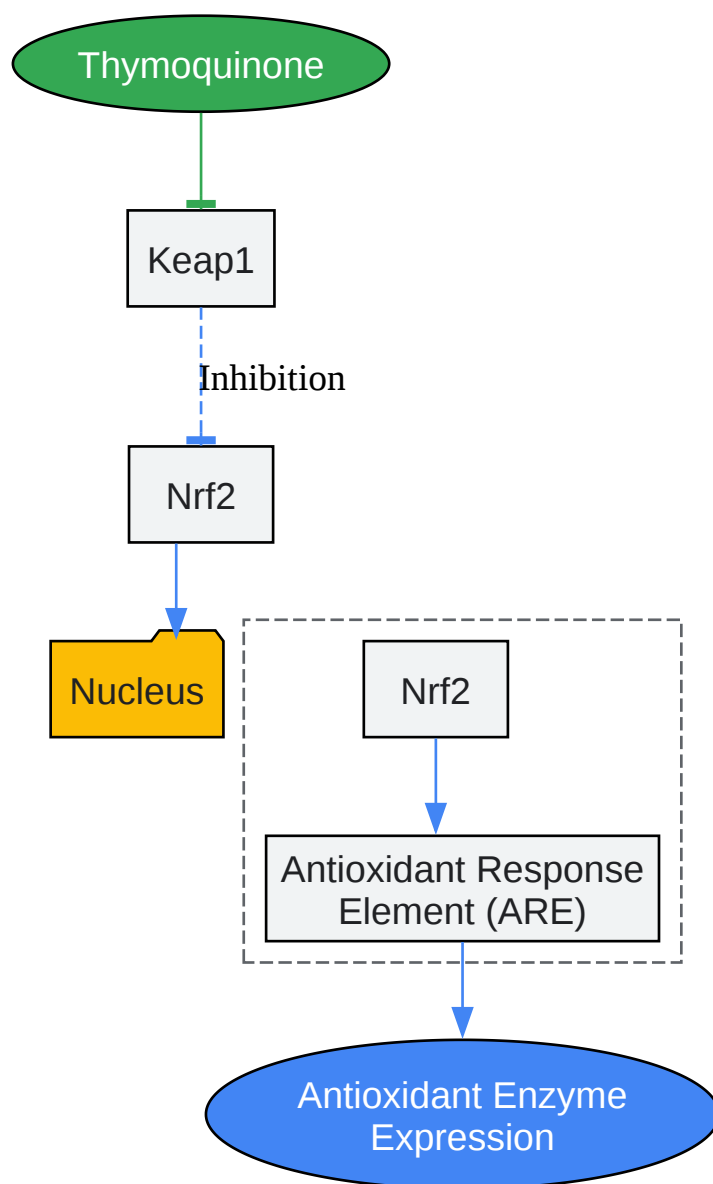 Thymoquinone
Keap1
Inhibition
Nrf2
Nucleus
Nrf2
Antioxidant Response
Element (ARE)
Antioxidant Enzyme
Expression